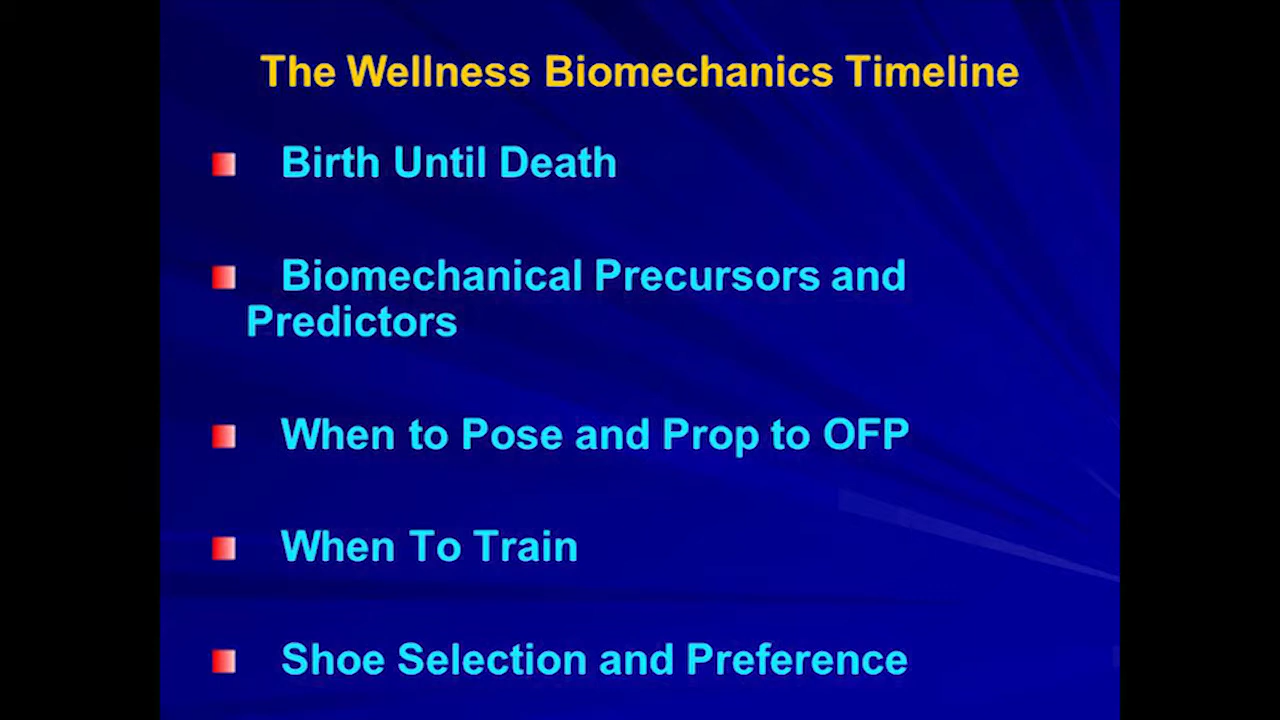 The Wellness Biomechanics Timeline
Birth Until Death
Biomechanical Precursors and
Predictors
When to Pose and Prop to OFP
When To Train
Shoe Selection and Preference